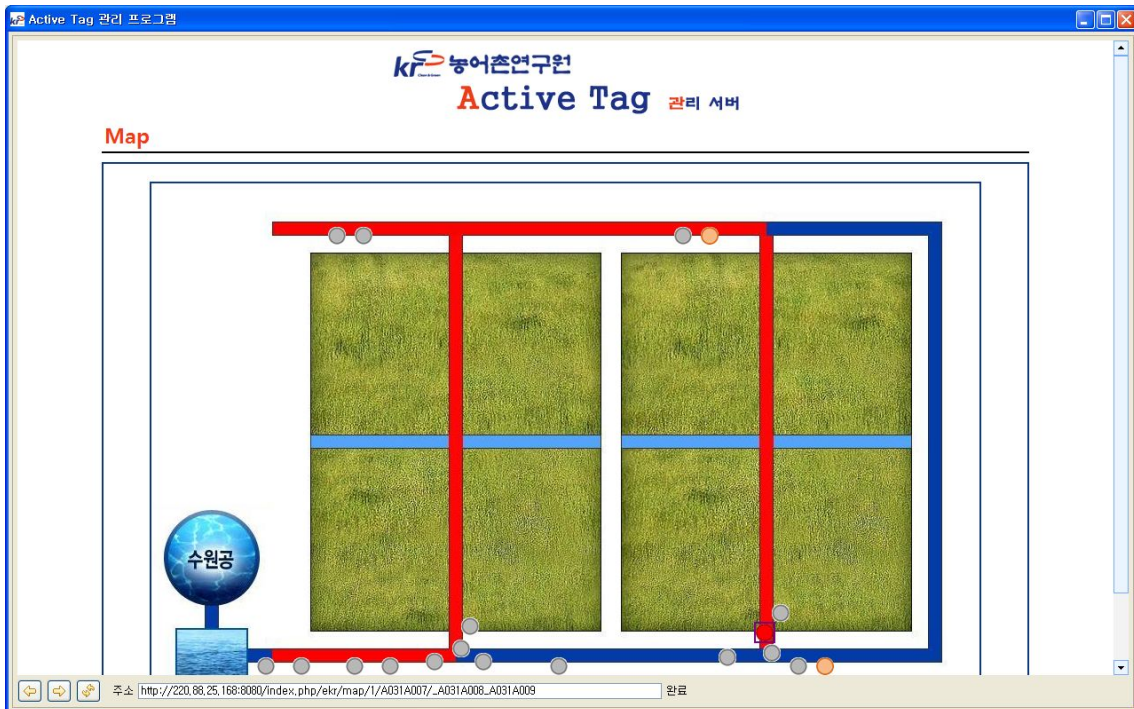 Active Tag 관리 프로그램
kr 농어촌연구원
Active Tag 관리 서버
Map
수원공
주소 http://220,88,25,168:8080/index,php/ekr/map/1/A031A007/_A031A008_A031A009 완료